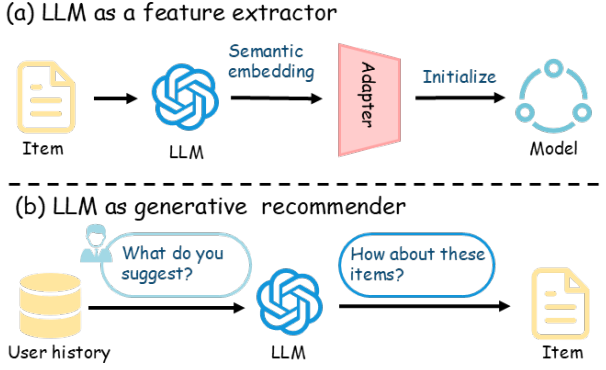 (a) LLM as a feature extractor
Semantic
embedding
Adapter
Initialize
Item
LLM
Model
(b) LLM as generative recommender
What do you
suggest?
How about these
items?
User history
LLM
Item